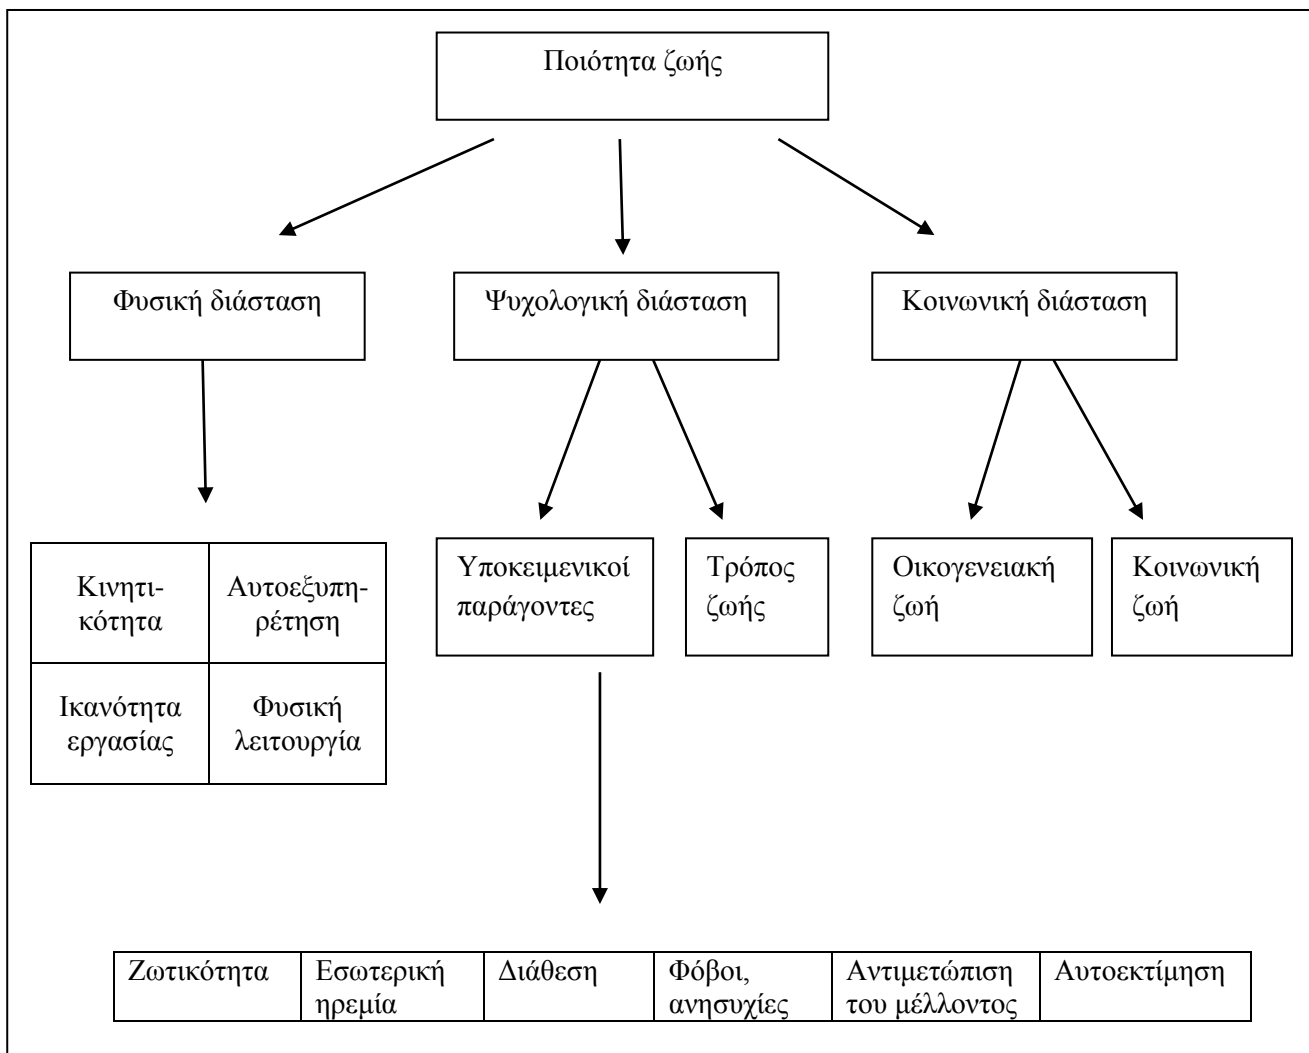 Ποιότητα ζωής
Φυσική διάσταση
Ψυχολογική διάσταση
Κοινωνική διάσταση
Κινητι-
κότητα
Αυτοεξυπη-
ρέτηση
Ικανότητα
εργασίας
Φυσική
λειτουργία
Υποκειμενικοί
παράγοντες
Τρόπος
ζωής
Οικογενειακή
ζωή
Κοινωνική
ζωή
Ζωτικότητα
Εσωτερική
ηρεμία
Διάθεση
Φόβοι,
ανησυχίες
Αντιμετώπιση
του μέλλοντος
Αυτοεκτίμηση